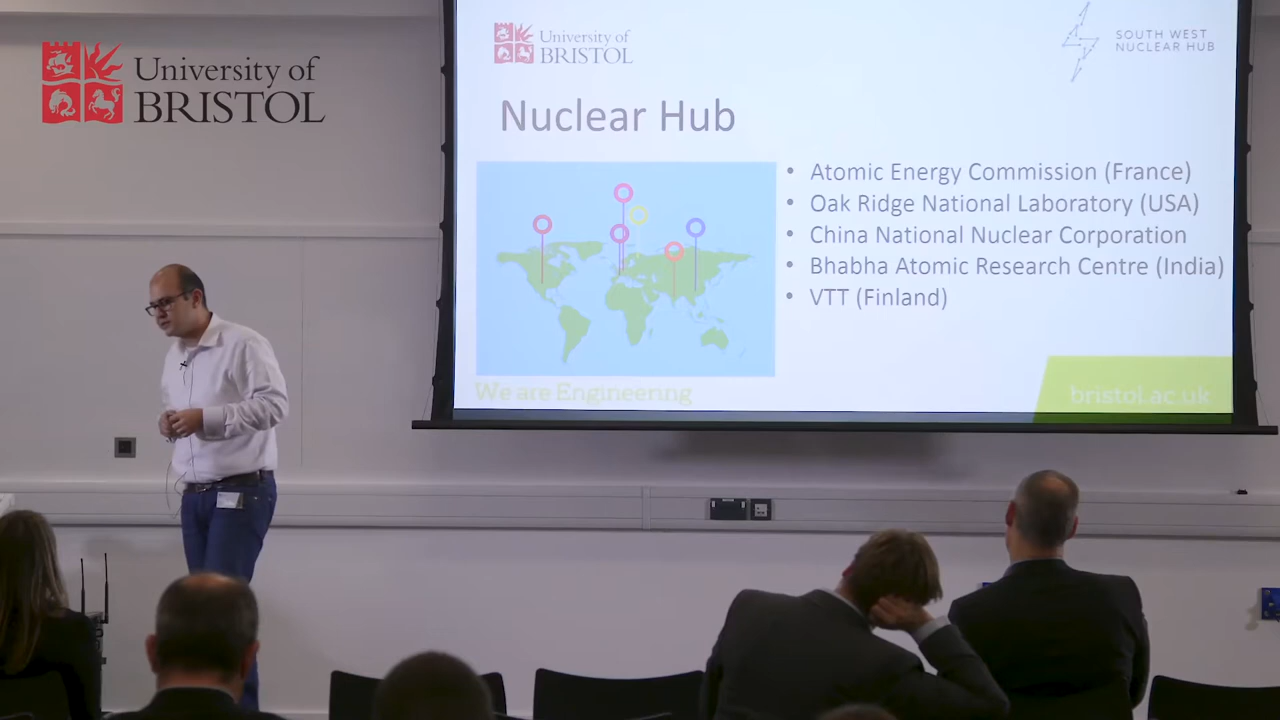 University of
BRISTOL
University of
BRISTOL
SOUTH WEST
NUCLEAR HUB
Nuclear Hub
• Atomic Energy Commission (France)
• Oak Ridge National Laboratory (USA)
• China National Nuclear Corporation
• Bhabha Atomic Research Centre (India)
• VTT (Finland)
We are Engineering
bristol.ac.uk